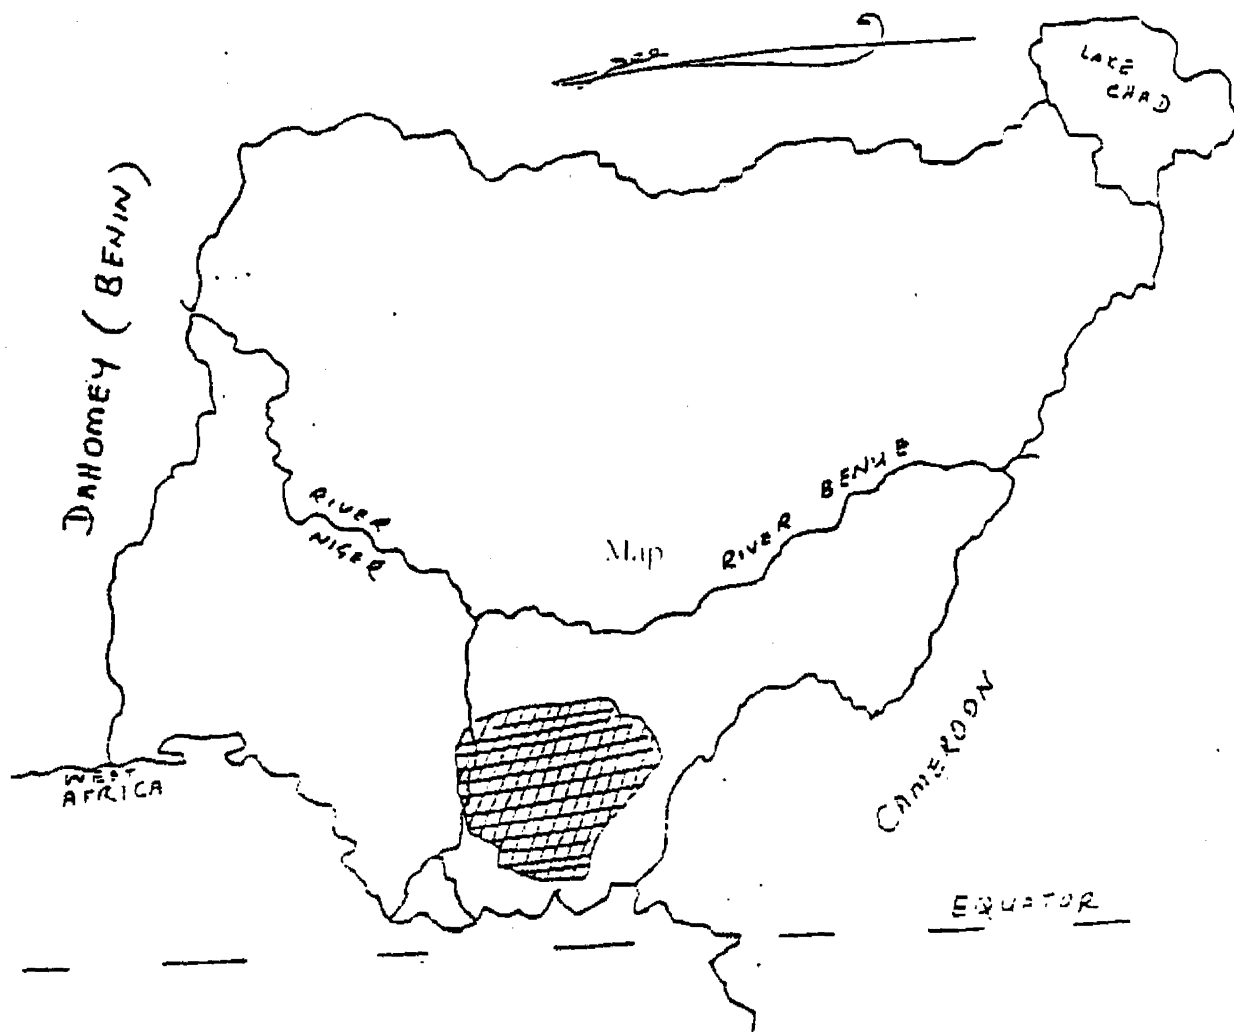 LAKE
CHAD
DAHOMEY (BENIN)
RIVER
NIGER
Map
RIVER BENUE
WEST
AFRICA
CAMEROON
EQUATOR